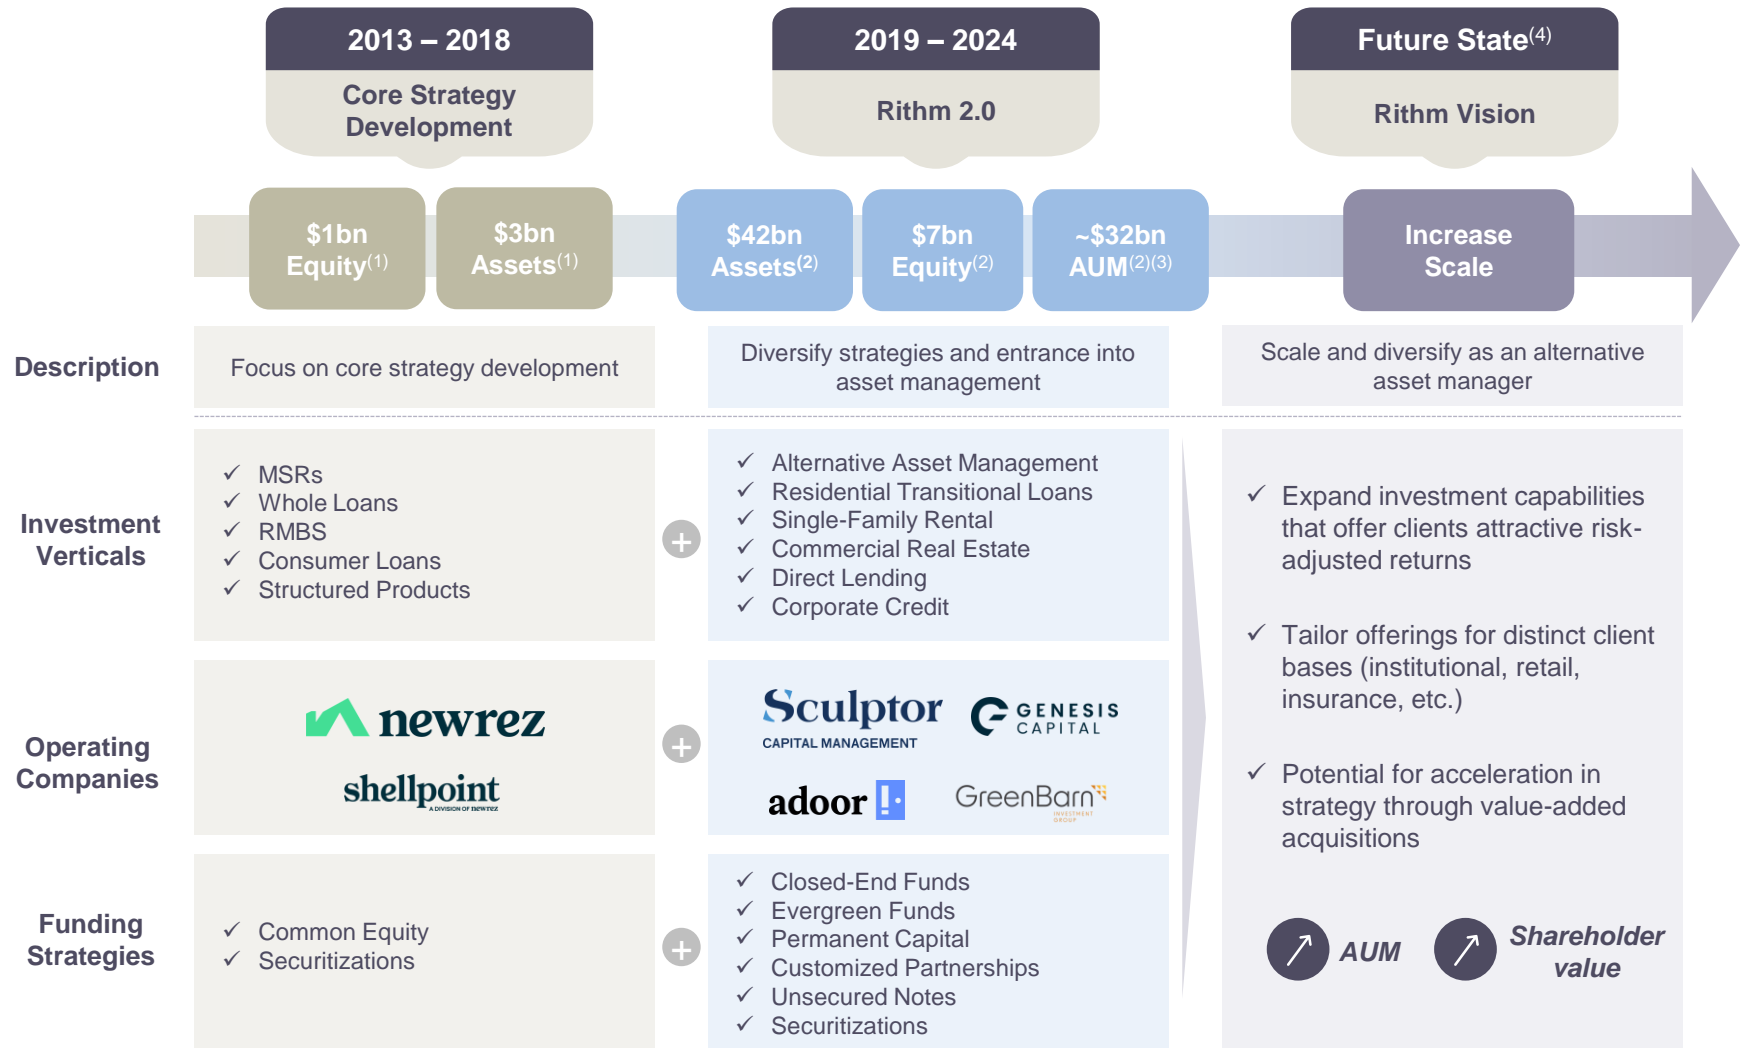 2013 – 2018
Core Strategy
Development
2019 – 2024
Rithm 2.0
Future State(4)
Rithm Vision
$1bn
Equity(1)
$3bn
Assets(1)
$42bn
Assets(2)
$7bn
Equity(2)
~$32bn
AUM(2)(3)
Increase
Scale
Description
Focus on core strategy development
Diversify strategies and entrance into
asset management
Scale and diversify as an alternative
asset manager
Investment
Verticals
✓ MSRs
✓ Whole Loans
✓ RMBS
✓ Consumer Loans
✓ Structured Products
+
✓ Alternative Asset Management
✓ Residential Transitional Loans
✓ Single-Family Rental
✓ Commercial Real Estate
✓ Direct Lending
✓ Corporate Credit
Operating
Companies
newrez
shellpoint
A DIVISION OF newrez
+
Sculptor
CAPITAL MANAGEMENT
GENESIS
CAPITAL
adoor
GreenBarn
INVESTMENT
GROUP
Funding
Strategies
✓ Common Equity
✓ Securitizations
+
✓ Closed-End Funds
✓ Evergreen Funds
✓ Permanent Capital
✓ Customized Partnerships
✓ Unsecured Notes
✓ Securitizations
✓ Expand investment capabilities
that offer clients attractive risk-
adjusted returns
✓ Tailor offerings for distinct client
bases (institutional, retail,
insurance, etc.)
✓ Potential for acceleration in
strategy through value-added
acquisitions
AUM
Shareholder
value